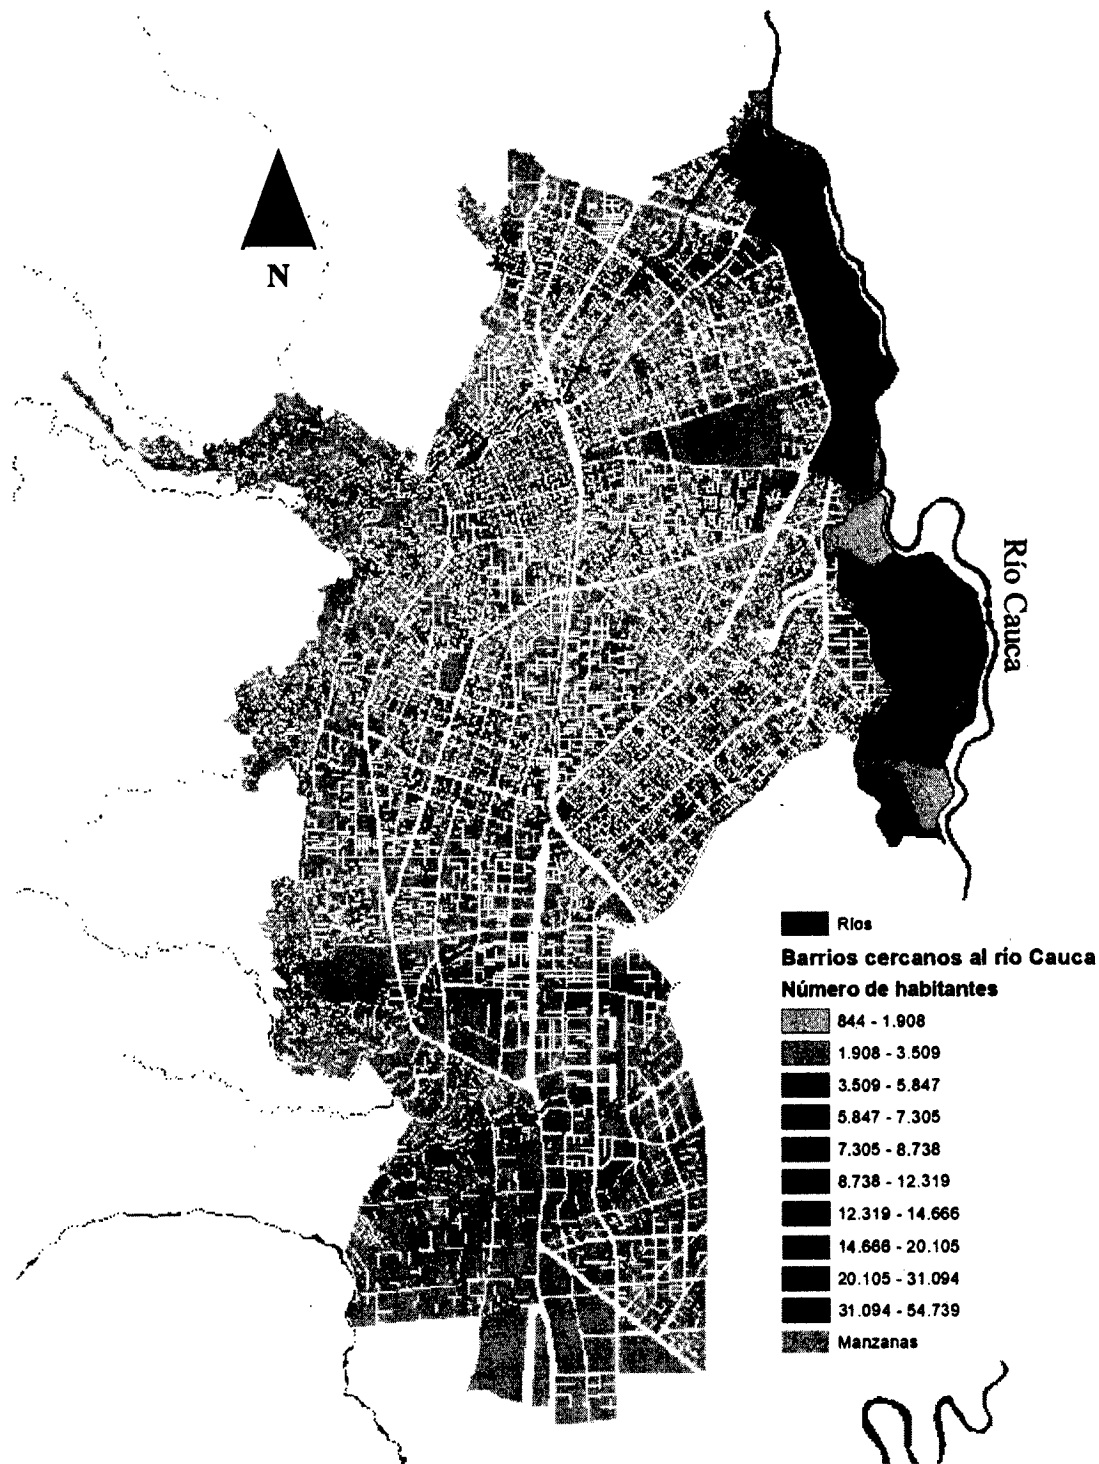 N
Río Cauca
Ríos
Barrios cercanos al río Cauca
Número de habitantes
844 - 1.908
1.908 - 3.509
3.509 - 5.847
5.847 - 7.305
7.305 - 8.738
8.738 - 12.319
12.319 - 14.666
14.666 - 20.105
20.105 - 31.094
31.094 - 54.739
Manzanas